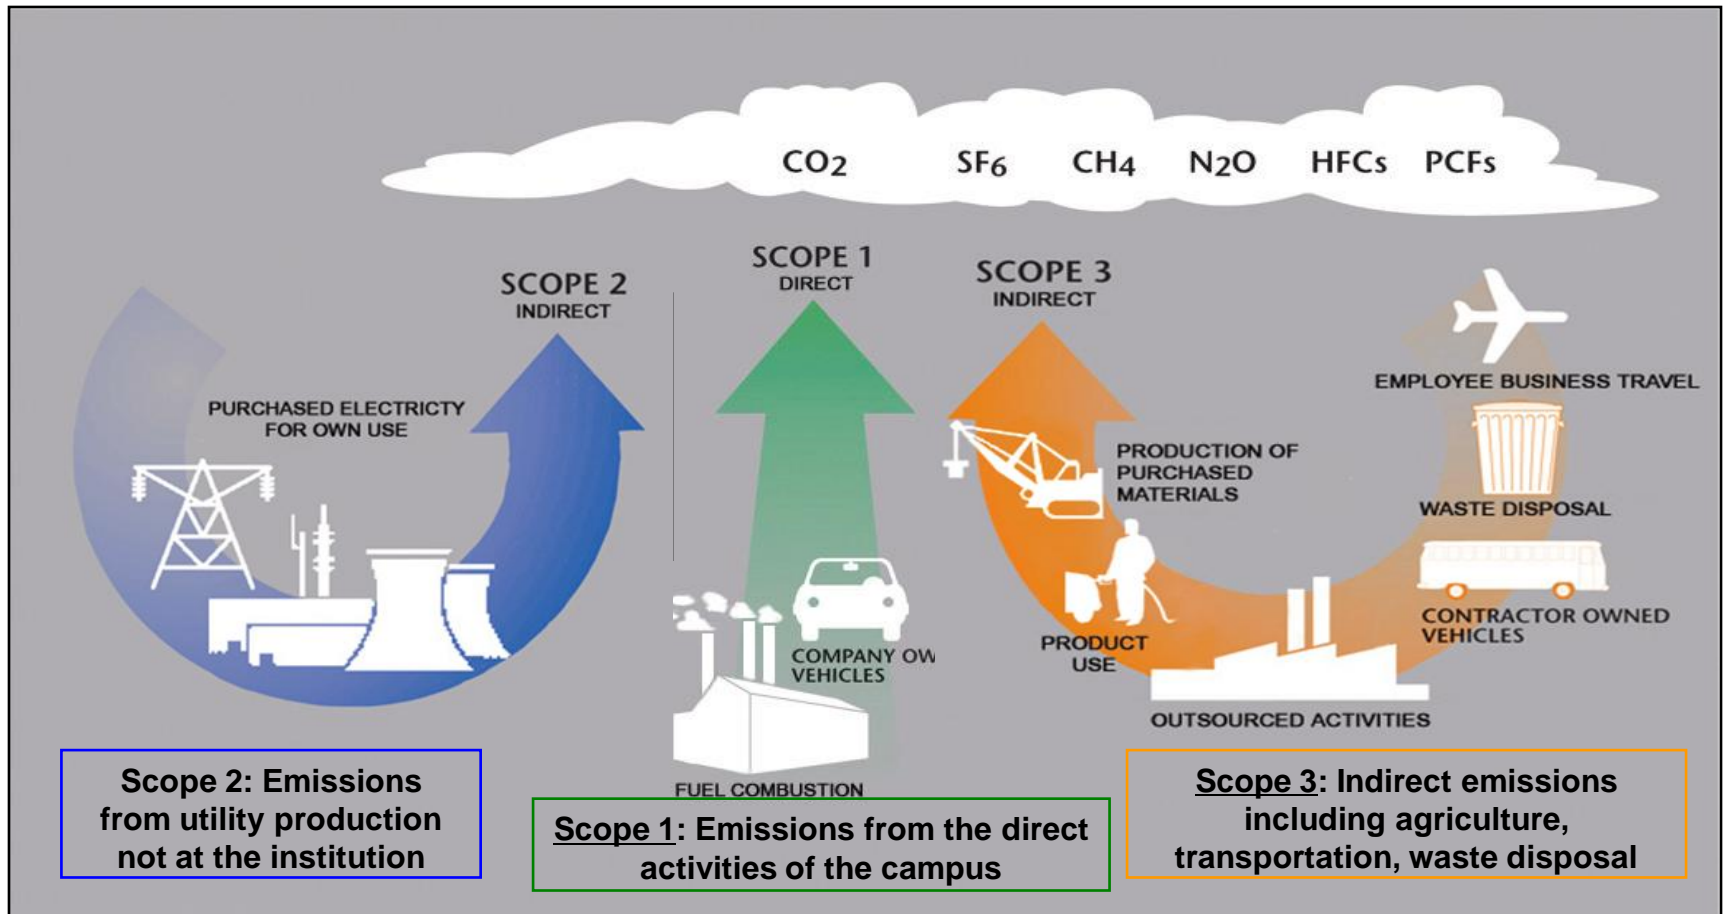 CO2 SF6 CH4 N2O HFCs PCFs
SCOPE 2
INDIRECT
PURCHASED ELECTRICTY
FOR OWN USE
SCOPE 1
DIRECT
COMPANY OW
VEHICLES
FUEL COMBUSTION
SCOPE 3
INDIRECT
PRODUCTION OF
PURCHASED
MATERIALS
PRODUCT
USE
OUTSOURCED ACTIVITIES
EMPLOYEE BUSINESS TRAVEL
WASTE DISPOSAL
CONTRACTOR OWNED
VEHICLES
Scope 2: Emissions
from utility production
not at the institution
Scope 1: Emissions from the direct
activities of the campus
Scope 3: Indirect emissions
including agriculture,
transportation, waste disposal